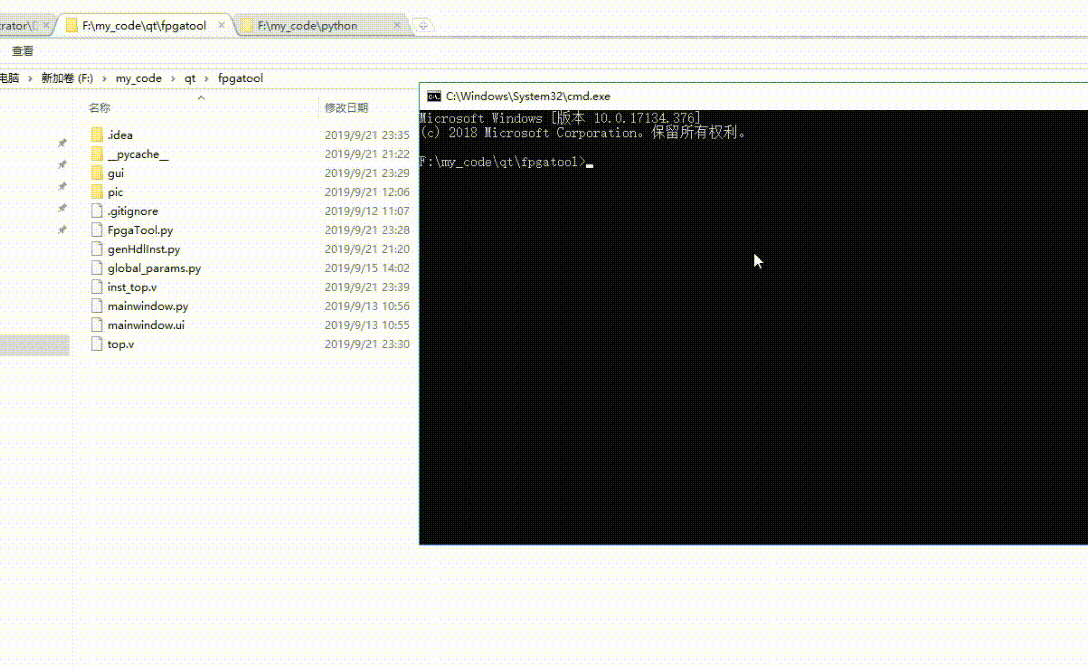 F:\my_code\qt\fpgatool
F:\my_code\python
查看
电脑 › 新加卷 (F:) › my_code › qt › fpgatool
名称 修改日期
.idea 2019/9/21 23:35
__pycache__ 2019/9/21 21:22
gui 2019/9/21 23:29
pic 2019/9/21 12:06
.gitignore 2019/9/12 11:07
FpgaTool.py 2019/9/21 23:28
genHdlInst.py 2019/9/21 21:20
global_params.py 2019/9/15 14:02
inst_top.v 2019/9/21 23:39
mainwindow.py 2019/9/13 10:56
mainwindow.ui 2019/9/13 10:55
top.v 2019/9/21 23:30
C:\Windows\System32\cmd.exe
Microsoft Windows [版本 10.0.17134.376]
(c) 2018 Microsoft Corporation。保留所有权利。
F:\my_code\qt\fpgatool>